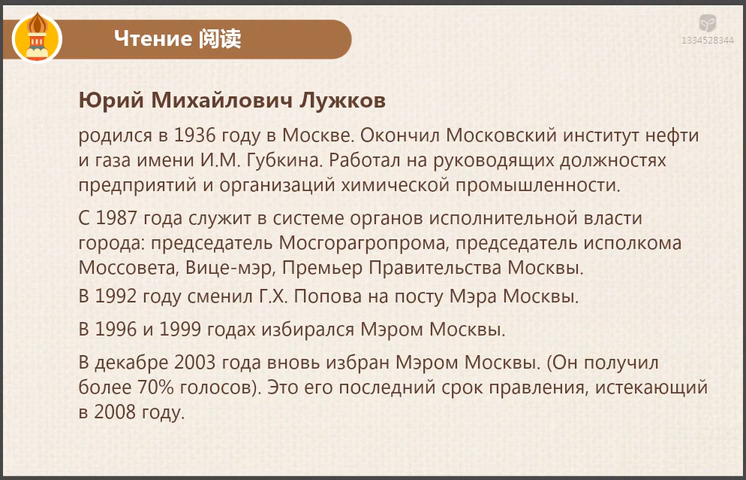 Чтение 阅读
1334528344
Юрий Михайлович Лужков
родился в 1936 году в Москве. Окончил Московский институт нефти
и газа имени И.М. Губкина. Работал на руководящих должностях
предприятий и организаций химической промышленности.
С 1987 года служит в системе органов исполнительной власти
города: председатель Мосгорагропрома, председатель исполкома
Моссовета, Вице-мэр, Премьер Правительства Москвы.
В 1992 году сменил Г.Х. Попова на посту Мэра Москвы.
В 1996 и 1999 годах избирался Мэром Москвы.
В декабре 2003 года вновь избран Мэром Москвы. (Он получил
более 70% голосов). Это его последний срок правления, истекающий
в 2008 году.